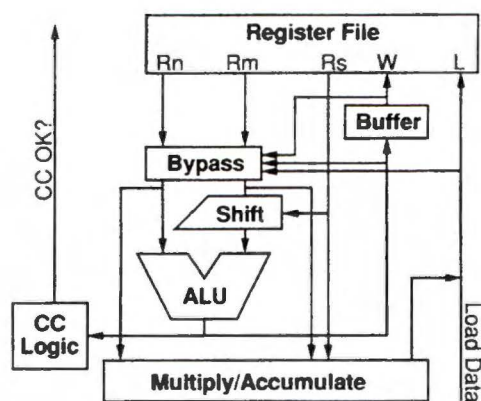 Register File
Rn Rm Rs W L
Buffer
CC OK?
Bypass
Shift
ALU
CC
Logic
Load Data
Multiply/Accumulate